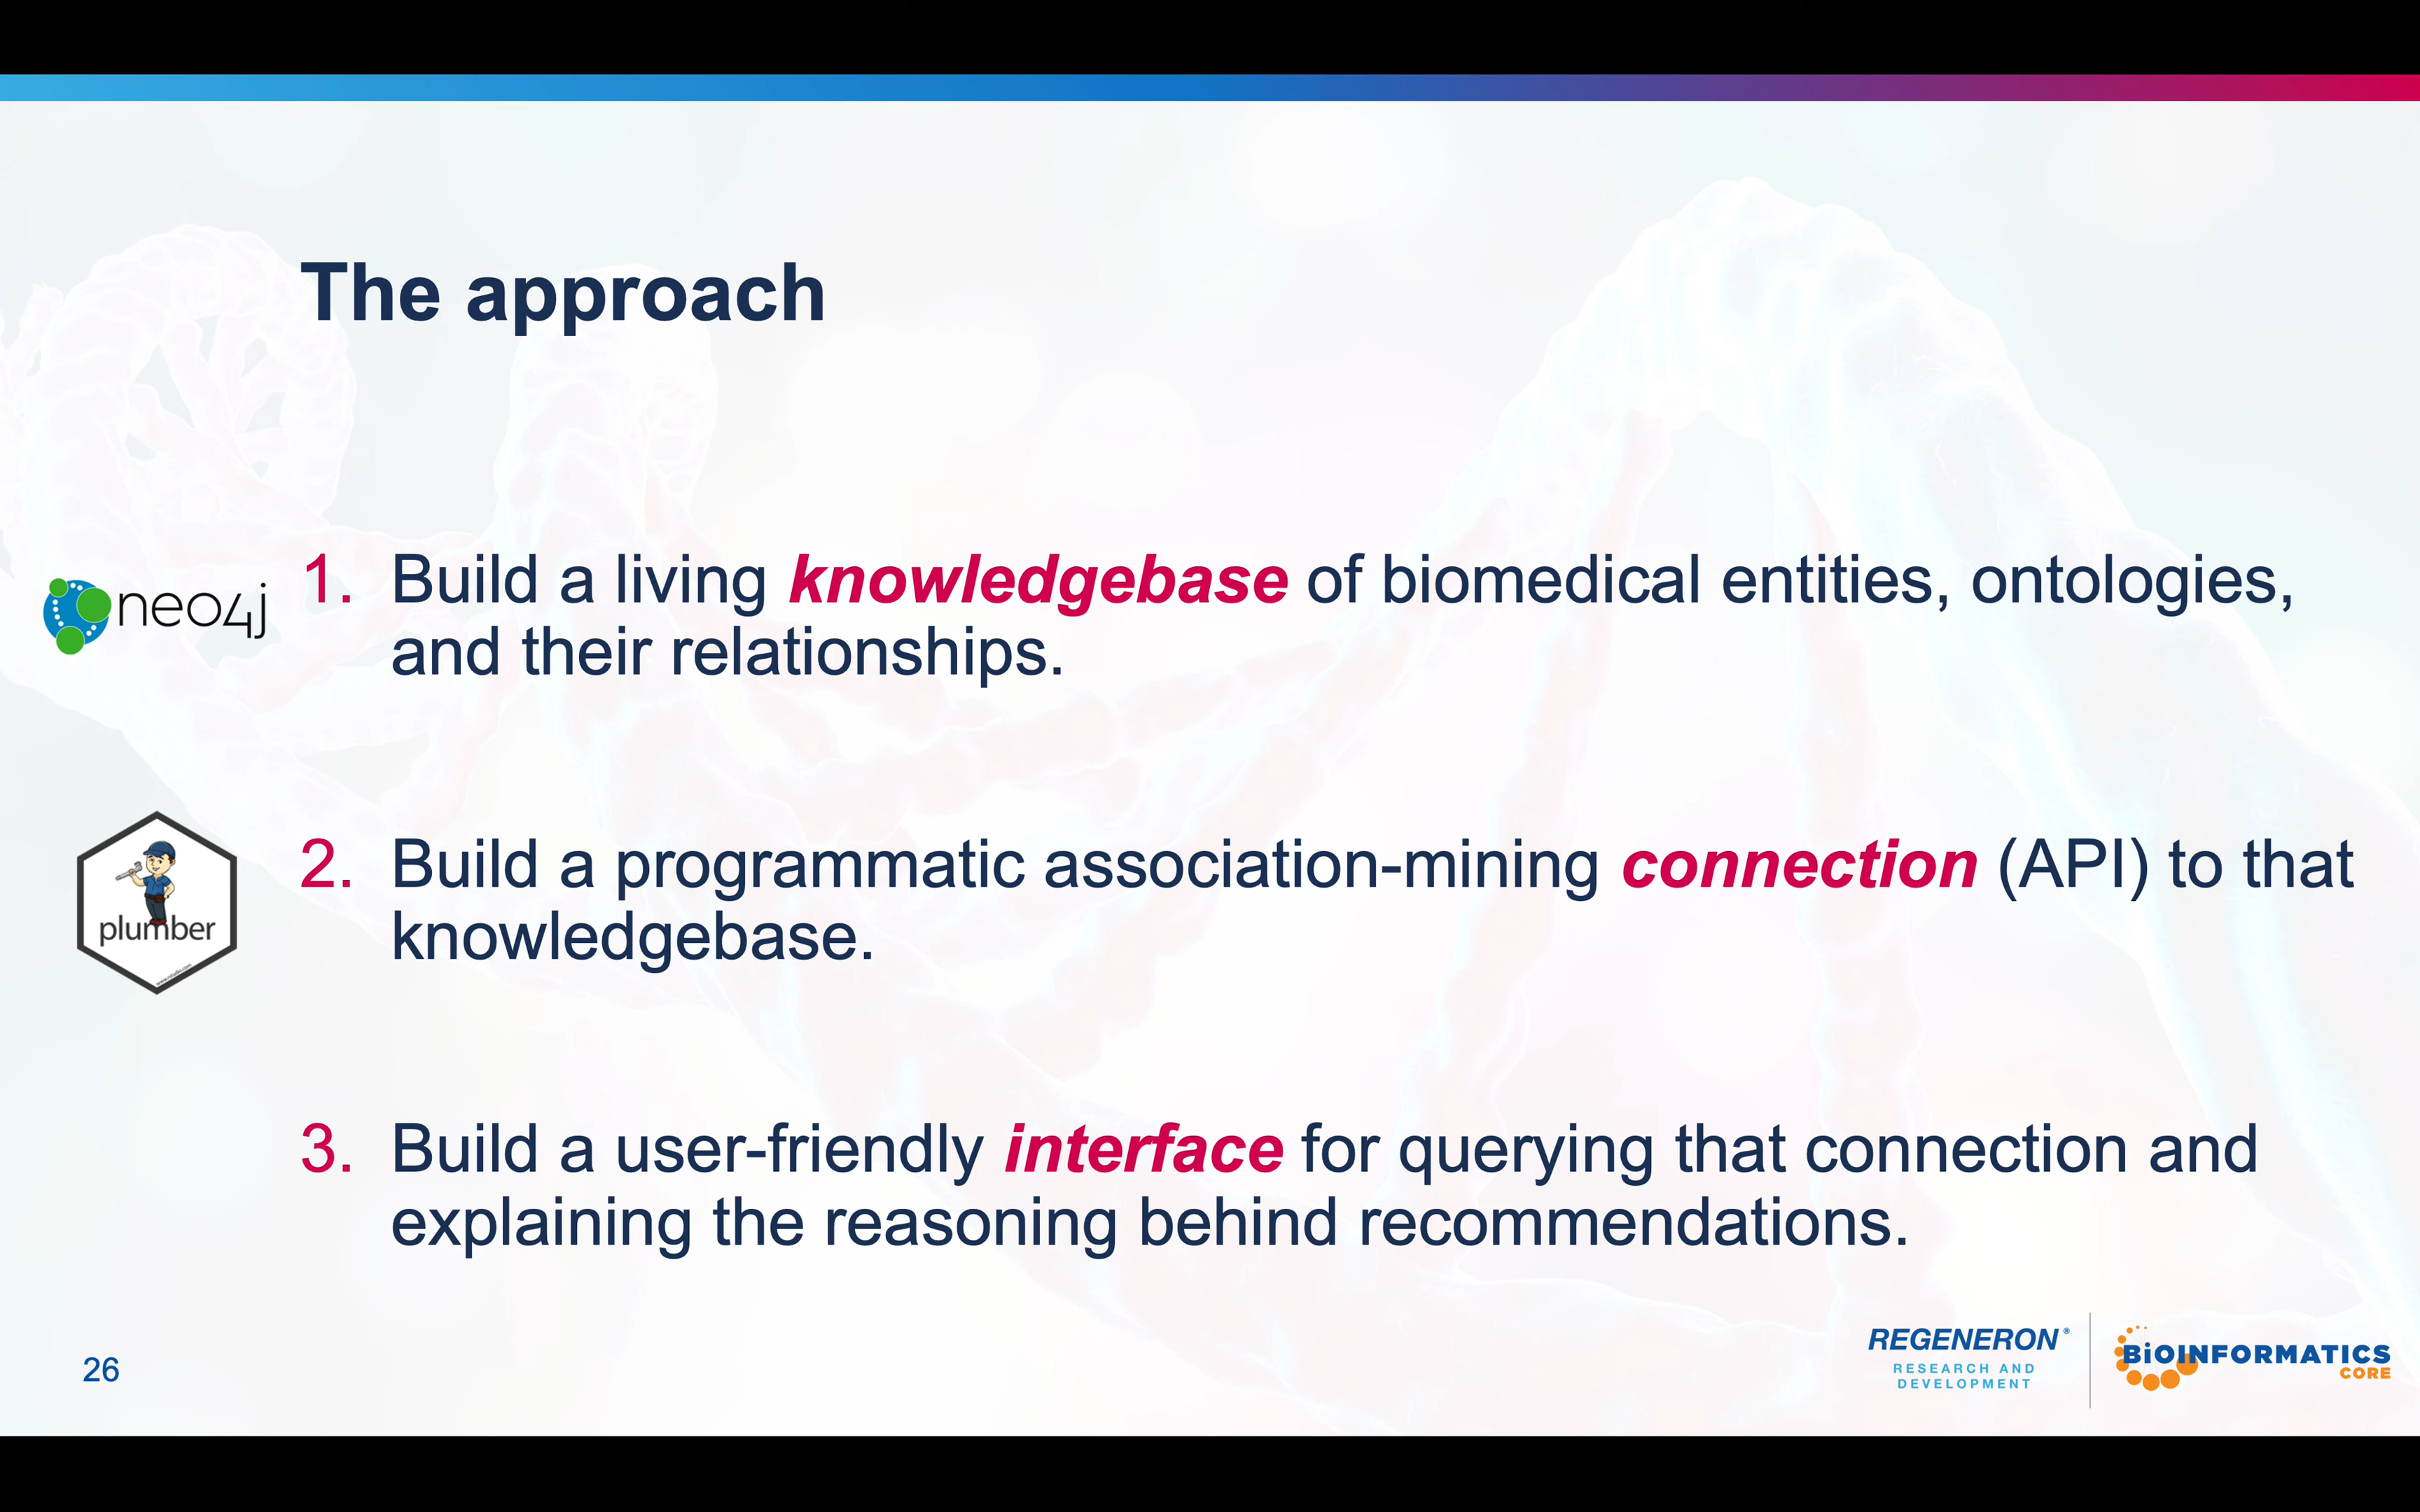 The approach
neo4j
1. Build a living knowledgebase of biomedical entities, ontologies,
and their relationships.
plumber
2. Build a programmatic association-mining connection (API) to that
knowledgebase.
3. Build a user-friendly interface for querying that connection and
explaining the reasoning behind recommendations.
26
REGENERON®
RESEARCH AND
DEVELOPMENT
BiOINFORMATICS
CORE